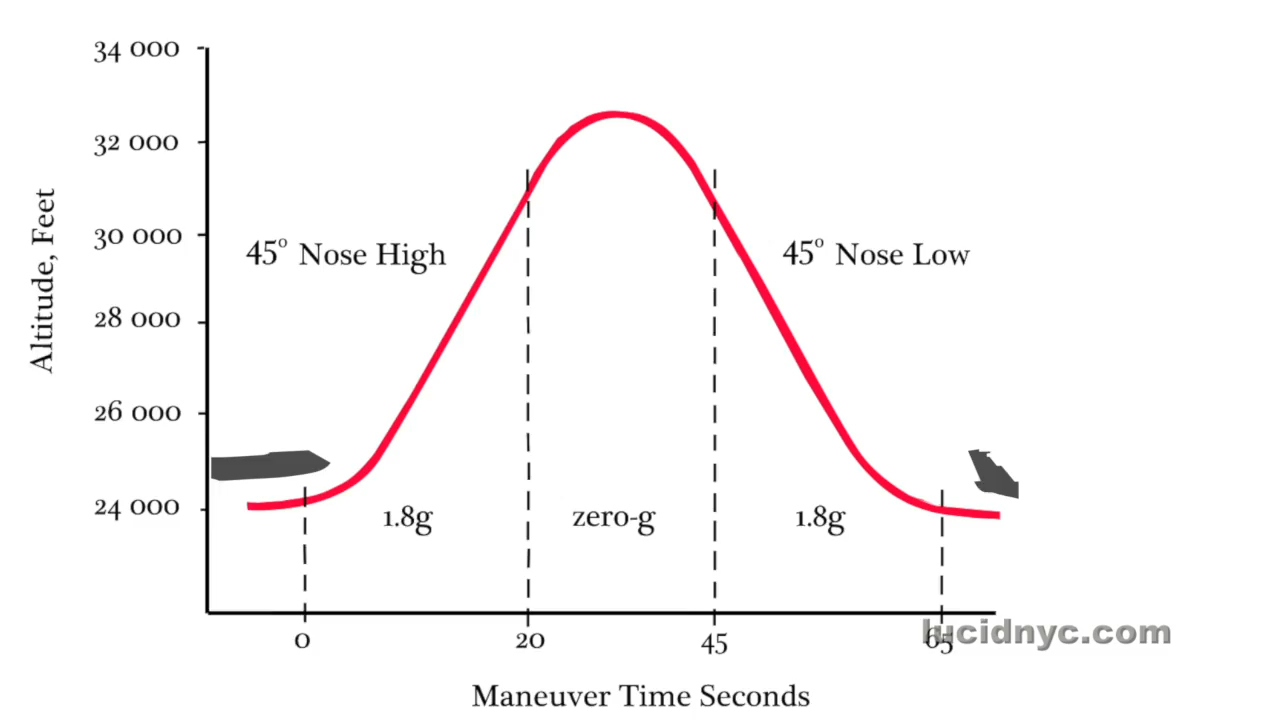 34 000
32 000
30 000
28 000
26 000
24 000
Altitude, Feet
45° Nose High
45° Nose Low
1.8g
zero-g
1.8g
0
20
45
65
lucidnyc.com
Maneuver Time Seconds